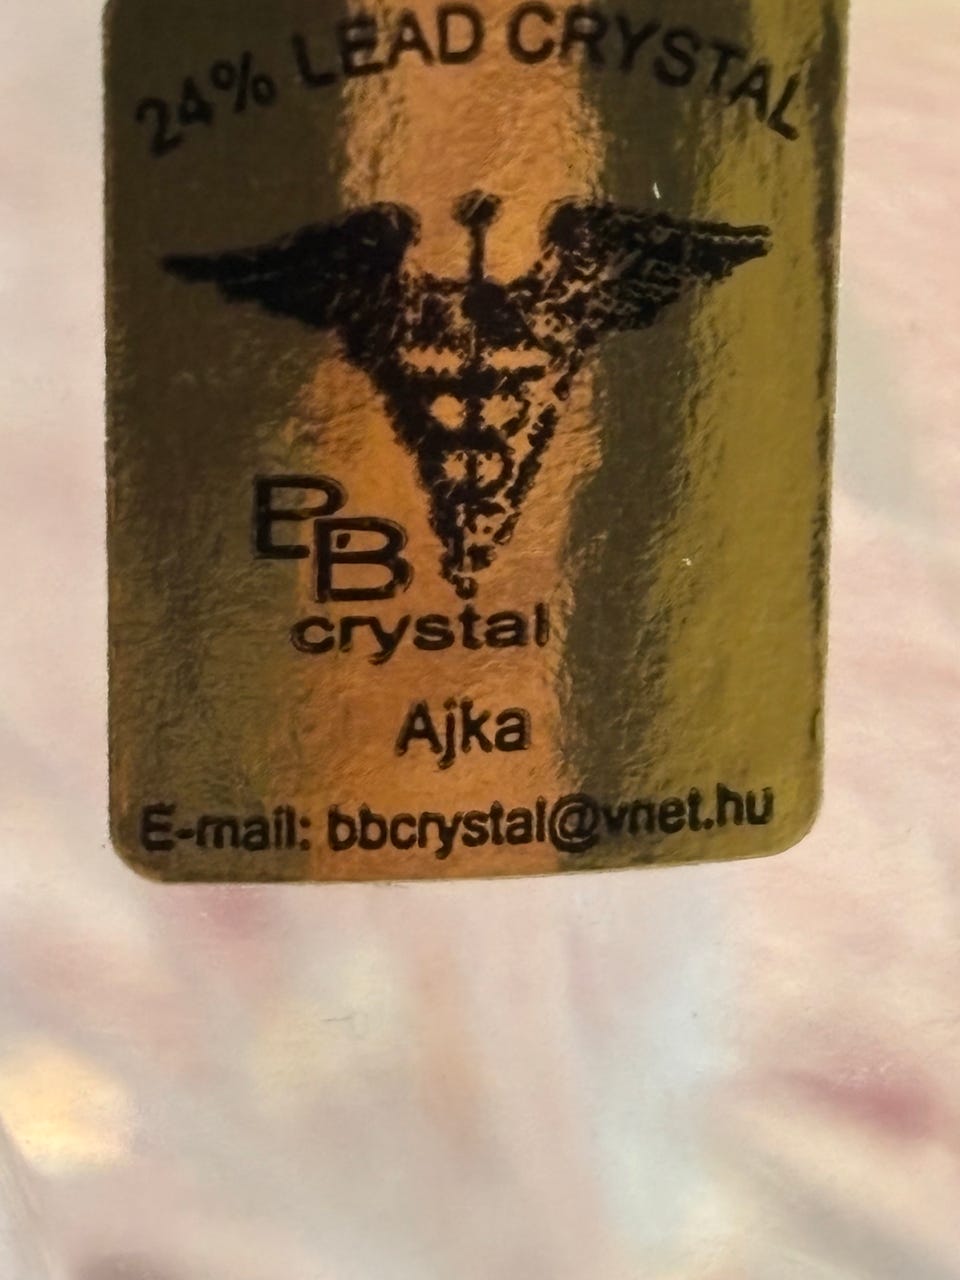 24% LEAD CRYSTAL
BB
crystal
Ajka
E-mail: bbcrystal@vnet.hu